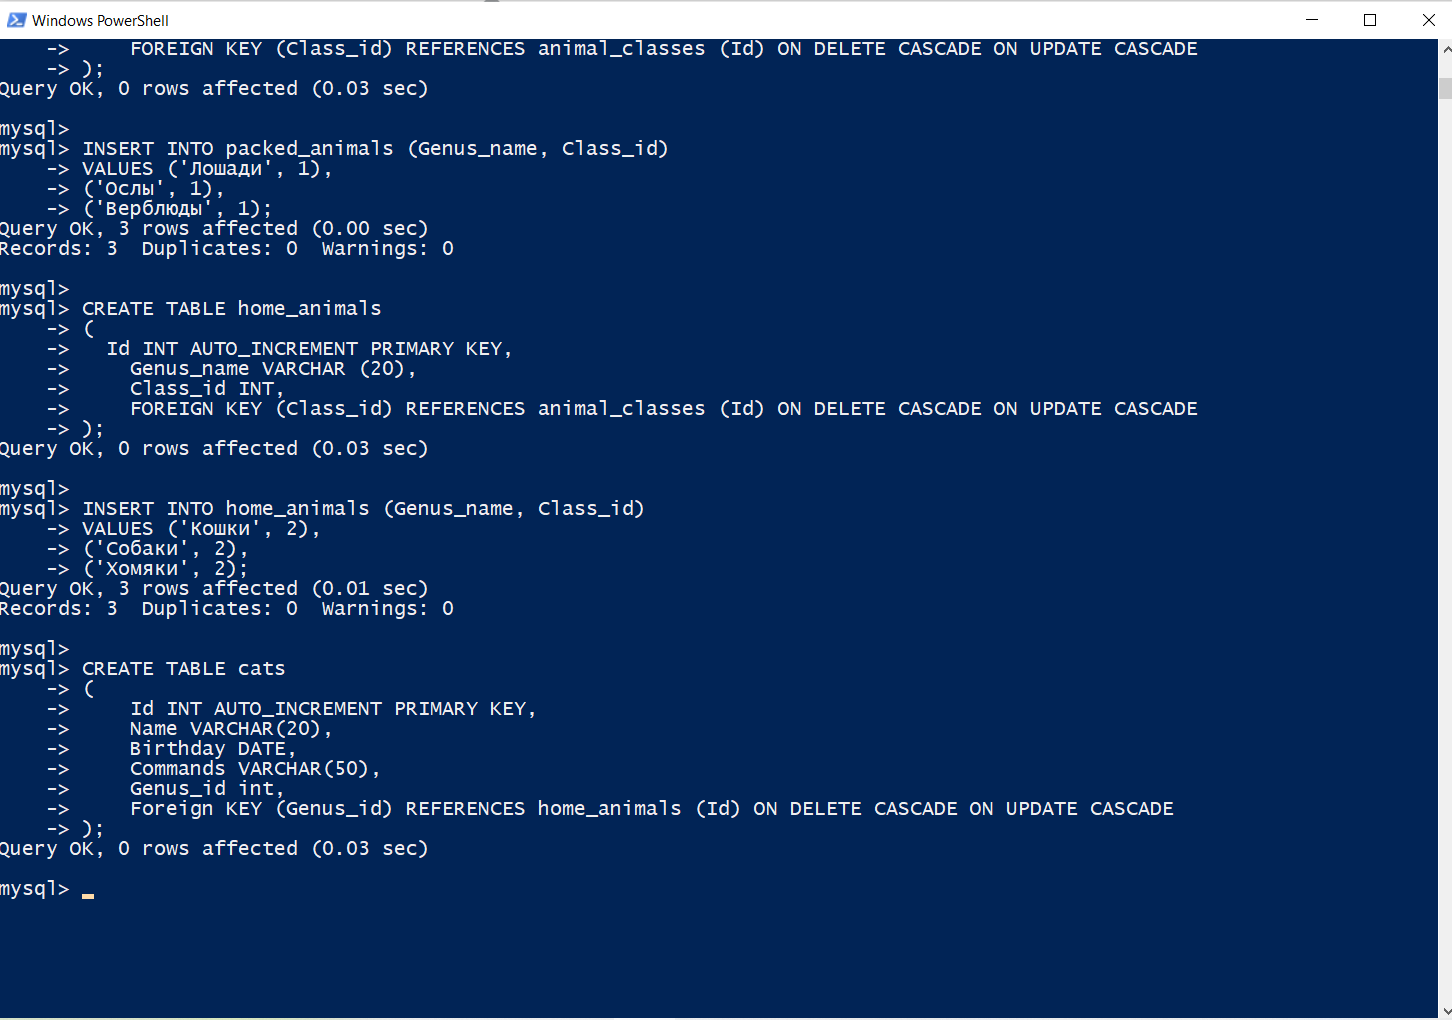 Windows PowerShell
    ->     FOREIGN KEY (Class_id) REFERENCES animal_classes (Id) ON DELETE CASCADE ON UPDATE CASCADE
    -> );
Query OK, 0 rows affected (0.03 sec)
mysql>
mysql> INSERT INTO packed_animals (Genus_name, Class_id)
    -> VALUES ('Лошади', 1),
    -> ('Ослы', 1),
    -> ('Верблюды', 1);
Query OK, 3 rows affected (0.00 sec)
Records: 3  Duplicates: 0  Warnings: 0
mysql>
mysql> CREATE TABLE home_animals
    -> (
    ->   Id INT AUTO_INCREMENT PRIMARY KEY,
    ->     Genus_name VARCHAR (20),
    ->     Class_id INT,
    ->     FOREIGN KEY (Class_id) REFERENCES animal_classes (Id) ON DELETE CASCADE ON UPDATE CASCADE
    -> );
Query OK, 0 rows affected (0.03 sec)
mysql>
mysql> INSERT INTO home_animals (Genus_name, Class_id)
    -> VALUES ('Кошки', 2),
    -> ('Собаки', 2),
    -> ('Хомяки', 2);
Query OK, 3 rows affected (0.01 sec)
Records: 3  Duplicates: 0  Warnings: 0
mysql>
mysql> CREATE TABLE cats
    -> (
    ->     Id INT AUTO_INCREMENT PRIMARY KEY,
    ->     Name VARCHAR(20),
    ->     Birthday DATE,
    ->     Commands VARCHAR(50),
    ->     Genus_id int,
    ->     Foreign KEY (Genus_id) REFERENCES home_animals (Id) ON DELETE CASCADE ON UPDATE CASCADE
    -> );
Query OK, 0 rows affected (0.03 sec)
mysql>